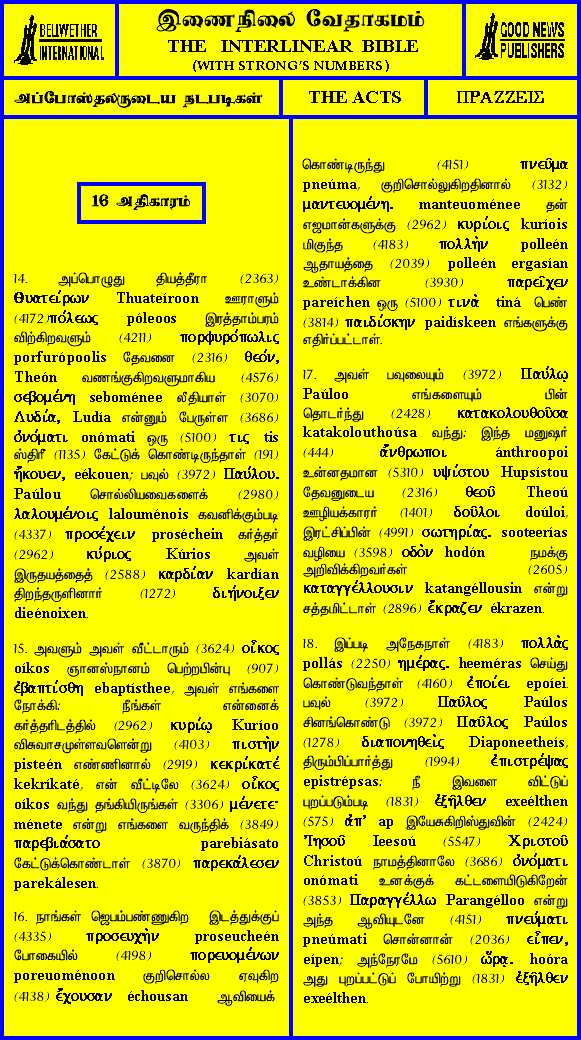 BELLWETHER
INTERNATIONAL
இணைநிலை வேதாகமம்
THE INTERLINEAR BIBLE
(WITH STRONG'S NUMBERS)
GOOD NEWS
PUBLISHERS
அப்போஸ்தலருடைய நடபடிகள்
THE ACTS
ΠΡΑΖΖΕΙΣ
16 அதிகாரம்
14. அப்பொழுது தியத்தீரா (2363)
Θυατείρων Thuateíroon ஊராளும்
(4172) πόλεως póleoos இரத்தாம்பரம்
விற்கிறவளும் (4211) πορφυρόπωλις
porfurópoolis தேவனை (2316) θεόν,
Theón வணங்குகிறவளுமாகிய (4576)
σεβομένη seboménee லீதியாள் (3070)
Λυδία, Ludía என்னும் பேருள்ள (3686)
ὀνόματι onómati ஒரு (5100) τις tis
ஸ்திரீ (1135) கேட்டுக் கொண்டிருந்தாள் (191)
ἤκουεν, eékouen; பவுல் (3972) Παύλου.
Paúlou சொல்லியவைகளைக் (2980)
λαλουμένοις lalouménois கவனிக்கும்படி
(4337) προσέχειν proséchein கர்த்தர்
(2962) κύριος Kúrios அவள்
இருதயத்தைத் (2588) καρδίαν kardían
திறந்தருளினார் (1272) διήνοιξεν
dieénoixen.
15. அவளும் அவள் வீட்டாரும் (3624) οἶκος
oíkos ஞானஸ்நானம் பெற்றபின்பு (907)
ἐβαπτίσθη ebaptísthee, அவள் எங்களை
நோக்கி: நீங்கள் என்னைக்
கர்த்தரிடத்தில் (2962) κυρίῳ Kuríoo
விசுவாசமுள்ளவளென்று (4103) πιστὴν
pisteén எண்ணினால் (2919) κεκρίκατέ
kekríkaté, என் வீட்டிலே (3624) οἶκος
oíkos வந்து தங்கியிருங்கள் (3306) μένετε·
ménete என்று எங்களை வருந்திக் (3849)
παρεβιάσατο parebiásato
கேட்டுக்கொண்டாள் (3870) παρεκάλεσεν
parekálesen.
16. நாங்கள் ஜெபம்பண்ணுகிற இடத்துக்குப்
(4335) προσευχὴν proseucheén
போகையில் (4198) πορευομένων
poreuoménoon குறிசொல்ல ஏவுகிற
(4138) ἔχουσαν échousan ஆவியைக்
கொண்டிருந்து (4151) πνεῦμα
pneúma, குறிசொல்லுகிறதினால் (3132)
μαντευομένη. manteuoménee தன்
எஜமான்களுக்கு (2962) κυρίοις kuríois
மிகுந்த (4183) πολλὴν polleén
ஆதாயத்தை (2039) polleén ergasían
உண்டாக்கின (3930) παρεῖχεν
pareíchen ஒரு (5100) τινὰ tiná பெண்
(3814) παιδίσκην paidískeen எங்களுக்கு
எதிர்ப்பட்டாள்.
17. அவள் பவுலையும் (3972) Παύλῳ
Paúloo எங்களையும் பின்
தொடர்ந்து (2428) κατακολουθοῦσα
katakolouthoúsa வந்து: இந்த மனுஷர்
(444) ἄνθρωποι ánthroopoi
உன்னதமான (5310) υψίστου Hupsístou
தேவனுடைய (2316) θεοῦ Theoú
ஊழியக்காரர் (1401) δοῦλοι doúloi,
இரட்சிப்பின் (4991) σωτηρίας. sooteerías
வழியை (3598) οδὸν hodón நமக்கு
அறிவிக்கிறவர்கள் (2605)
καταγγέλλουσιν katangéllousin என்று
சத்தமிட்டாள் (2896) ἔκραζεν ékrazen.
18. இப்படி அநேகநாள் (4183) πολλὰς
pollás (2250) ημέρας. heeméras செய்து
கொண்டுவந்தாள் (4160) ἐποίει epoíei.
பவுல் (3972) Παῦλος Paúlos
சினங்கொண்டு (3972) Παῦλος Paúlos
(1278) διαπονηθεὶς Diaponeetheís,
திரும்பிப்பார்த்து (1994) ἐπιστρέψας
epistrépsas: நீ இவளை விட்டுப்
புறப்படும்படி (1831) ἐξῆλθεν exeélthen
(575) ἀπ' ap இயேசுகிறிஸ்துவின் (2424)
Ἰησοῦ Ieesoú (5547) Χριστοῦ
Christoú நாமத்தினாலே (3686) ὀνόματι
onómati உனக்குக் கட்டளையிடுகிறேன்
(3853) Παραγγέλλω Parangélloo என்று
அந்த ஆவியுடனே (4151) πνεύματι
pneúmati சொன்னான் (2036) εἶπεν,
eípen; அந்நேரமே (5610) ὥρᾳ. hoóra
அது புறப்பட்டுப் போயிற்று (1831) ἐξῆλθεν
exeélthen.